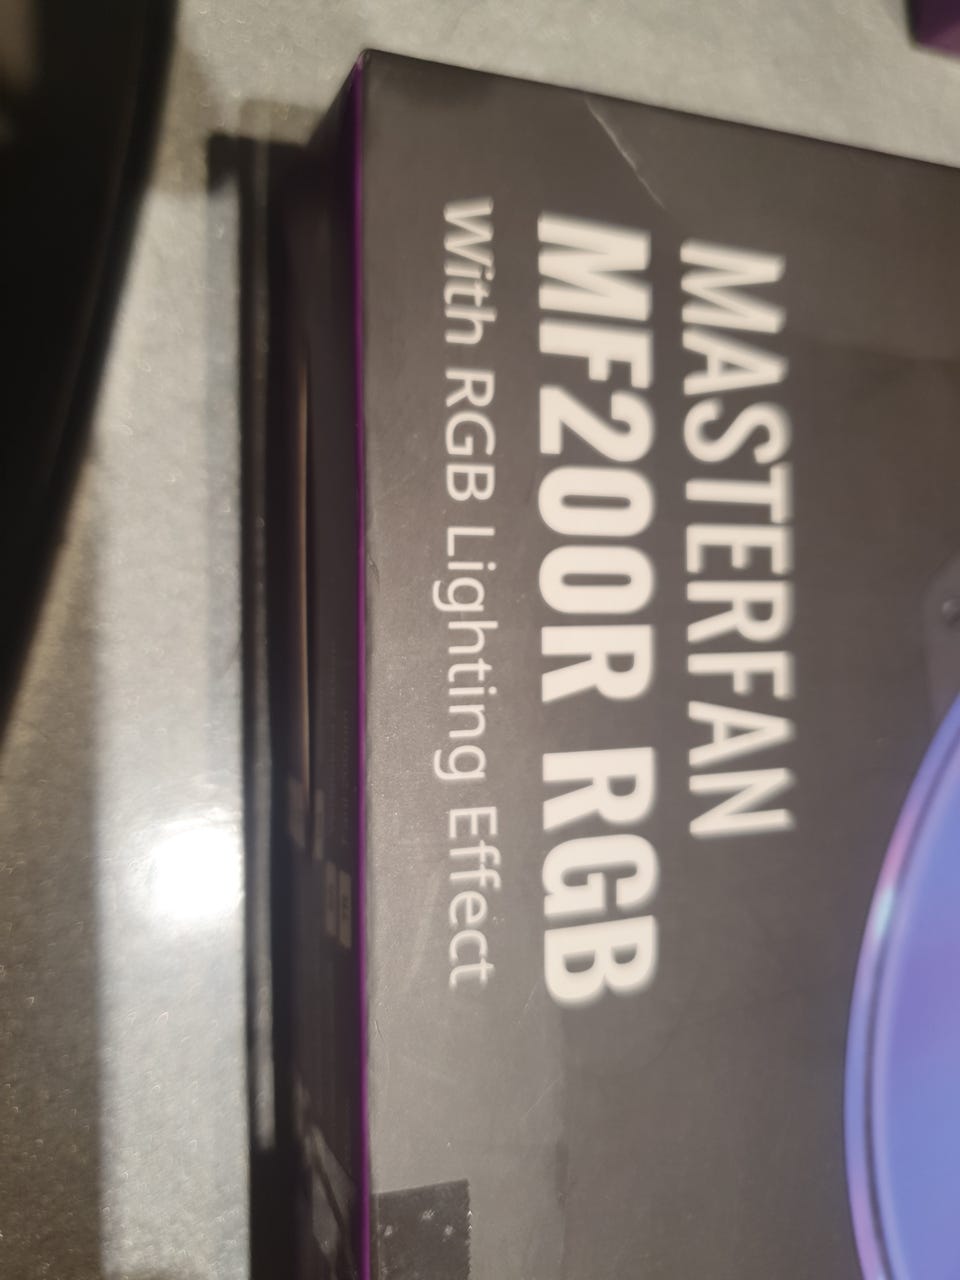 MASTERFAN
MF200R RGB
With RGB Lighting Effect